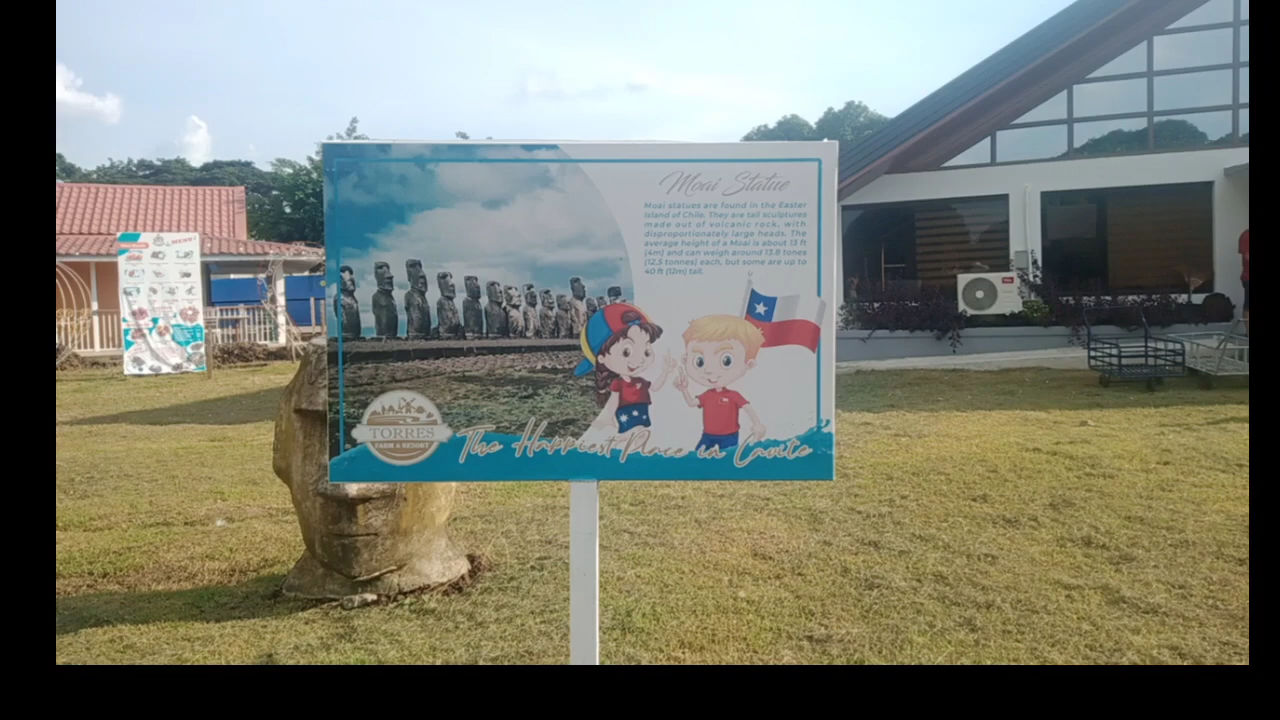 Moai Statue
Moai statues are found in the Easter
Island of Chile. They are tall sculptures
made out of volcanic rock, with
disproportionately large heads. The
average height of a Moai is about 13 ft
(4m) and can weigh around 13.8 tones
(12.5 tonnes) each, but some are up to
40 ft (12m) tall.
TORRES
FARM & RESORT
The Happiest Place in Cavite